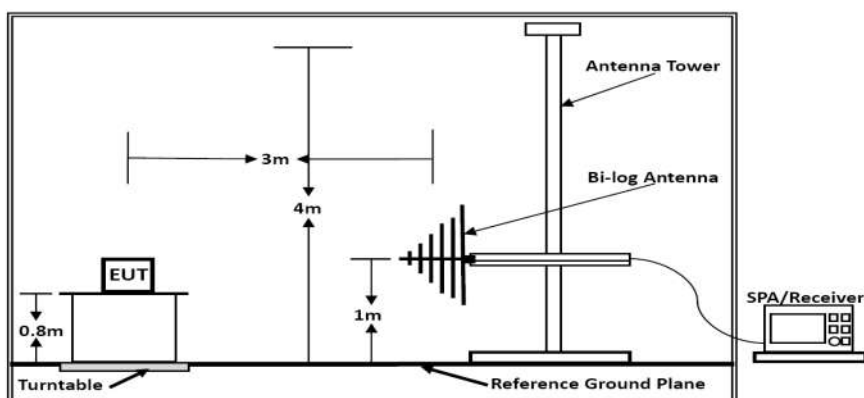 Antenna Tower
3m
Bi-log Antenna
4m
EUT
SPA/Receiver
0.8m
1m
Turntable
Reference Ground Plane